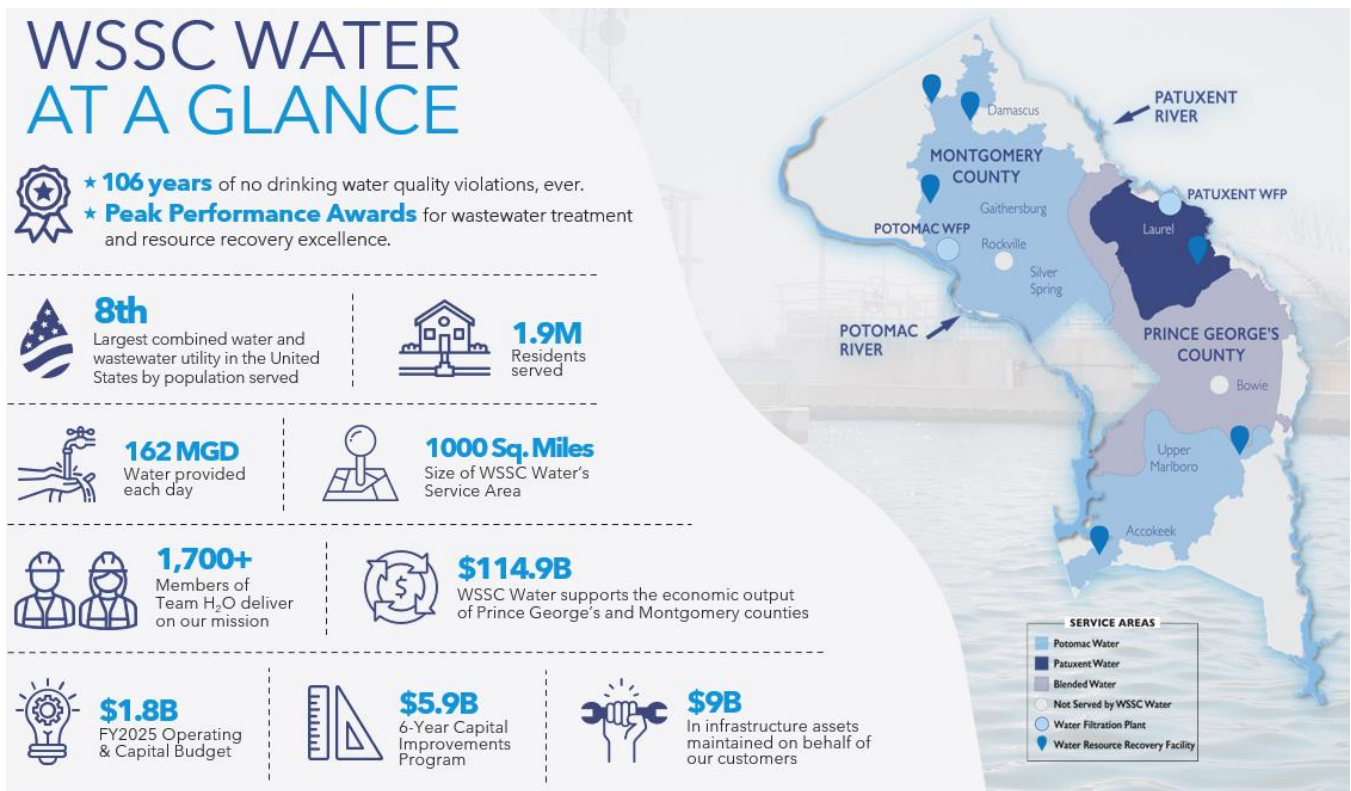 WSSC WATER
AT A GLANCE
★ 106 years of no drinking water quality violations, ever.
★ Peak Performance Awards for wastewater treatment
and resource recovery excellence.
8th
Largest combined water and
wastewater utility in the United
States by population served
1.9M
Residents
served
162 MGD
Water provided
each day
1000 Sq. Miles
Size of WSSC Water's
Service Area
1,700+
Members of
Team H₂O deliver
on our mission
$
$114.9B
WSSC Water supports the economic output
of Prince George's and Montgomery counties
$1.8B
FY2025 Operating
& Capital Budget
$5.9B
6-Year Capital
Improvements
Program
$9B
In infrastructure assets
maintained on behalf of
our customers
PATUXENT
RIVER
Damascus
MONTGOMERY
COUNTY
PATUXENT WFP
Gaithersburg
POTOMAC WFP
Laurel
Rockville
Silver
Spring
POTOMAC
RIVER
PRINCE GEORGE'S
COUNTY
Bowie
Upper
Marlboro
Accokeek
SERVICE AREAS
Potomac Water
Patuxent Water
Blended Water
Not Served by WSSC Water
Water Filtration Plant
Water Resource Recovery Facility